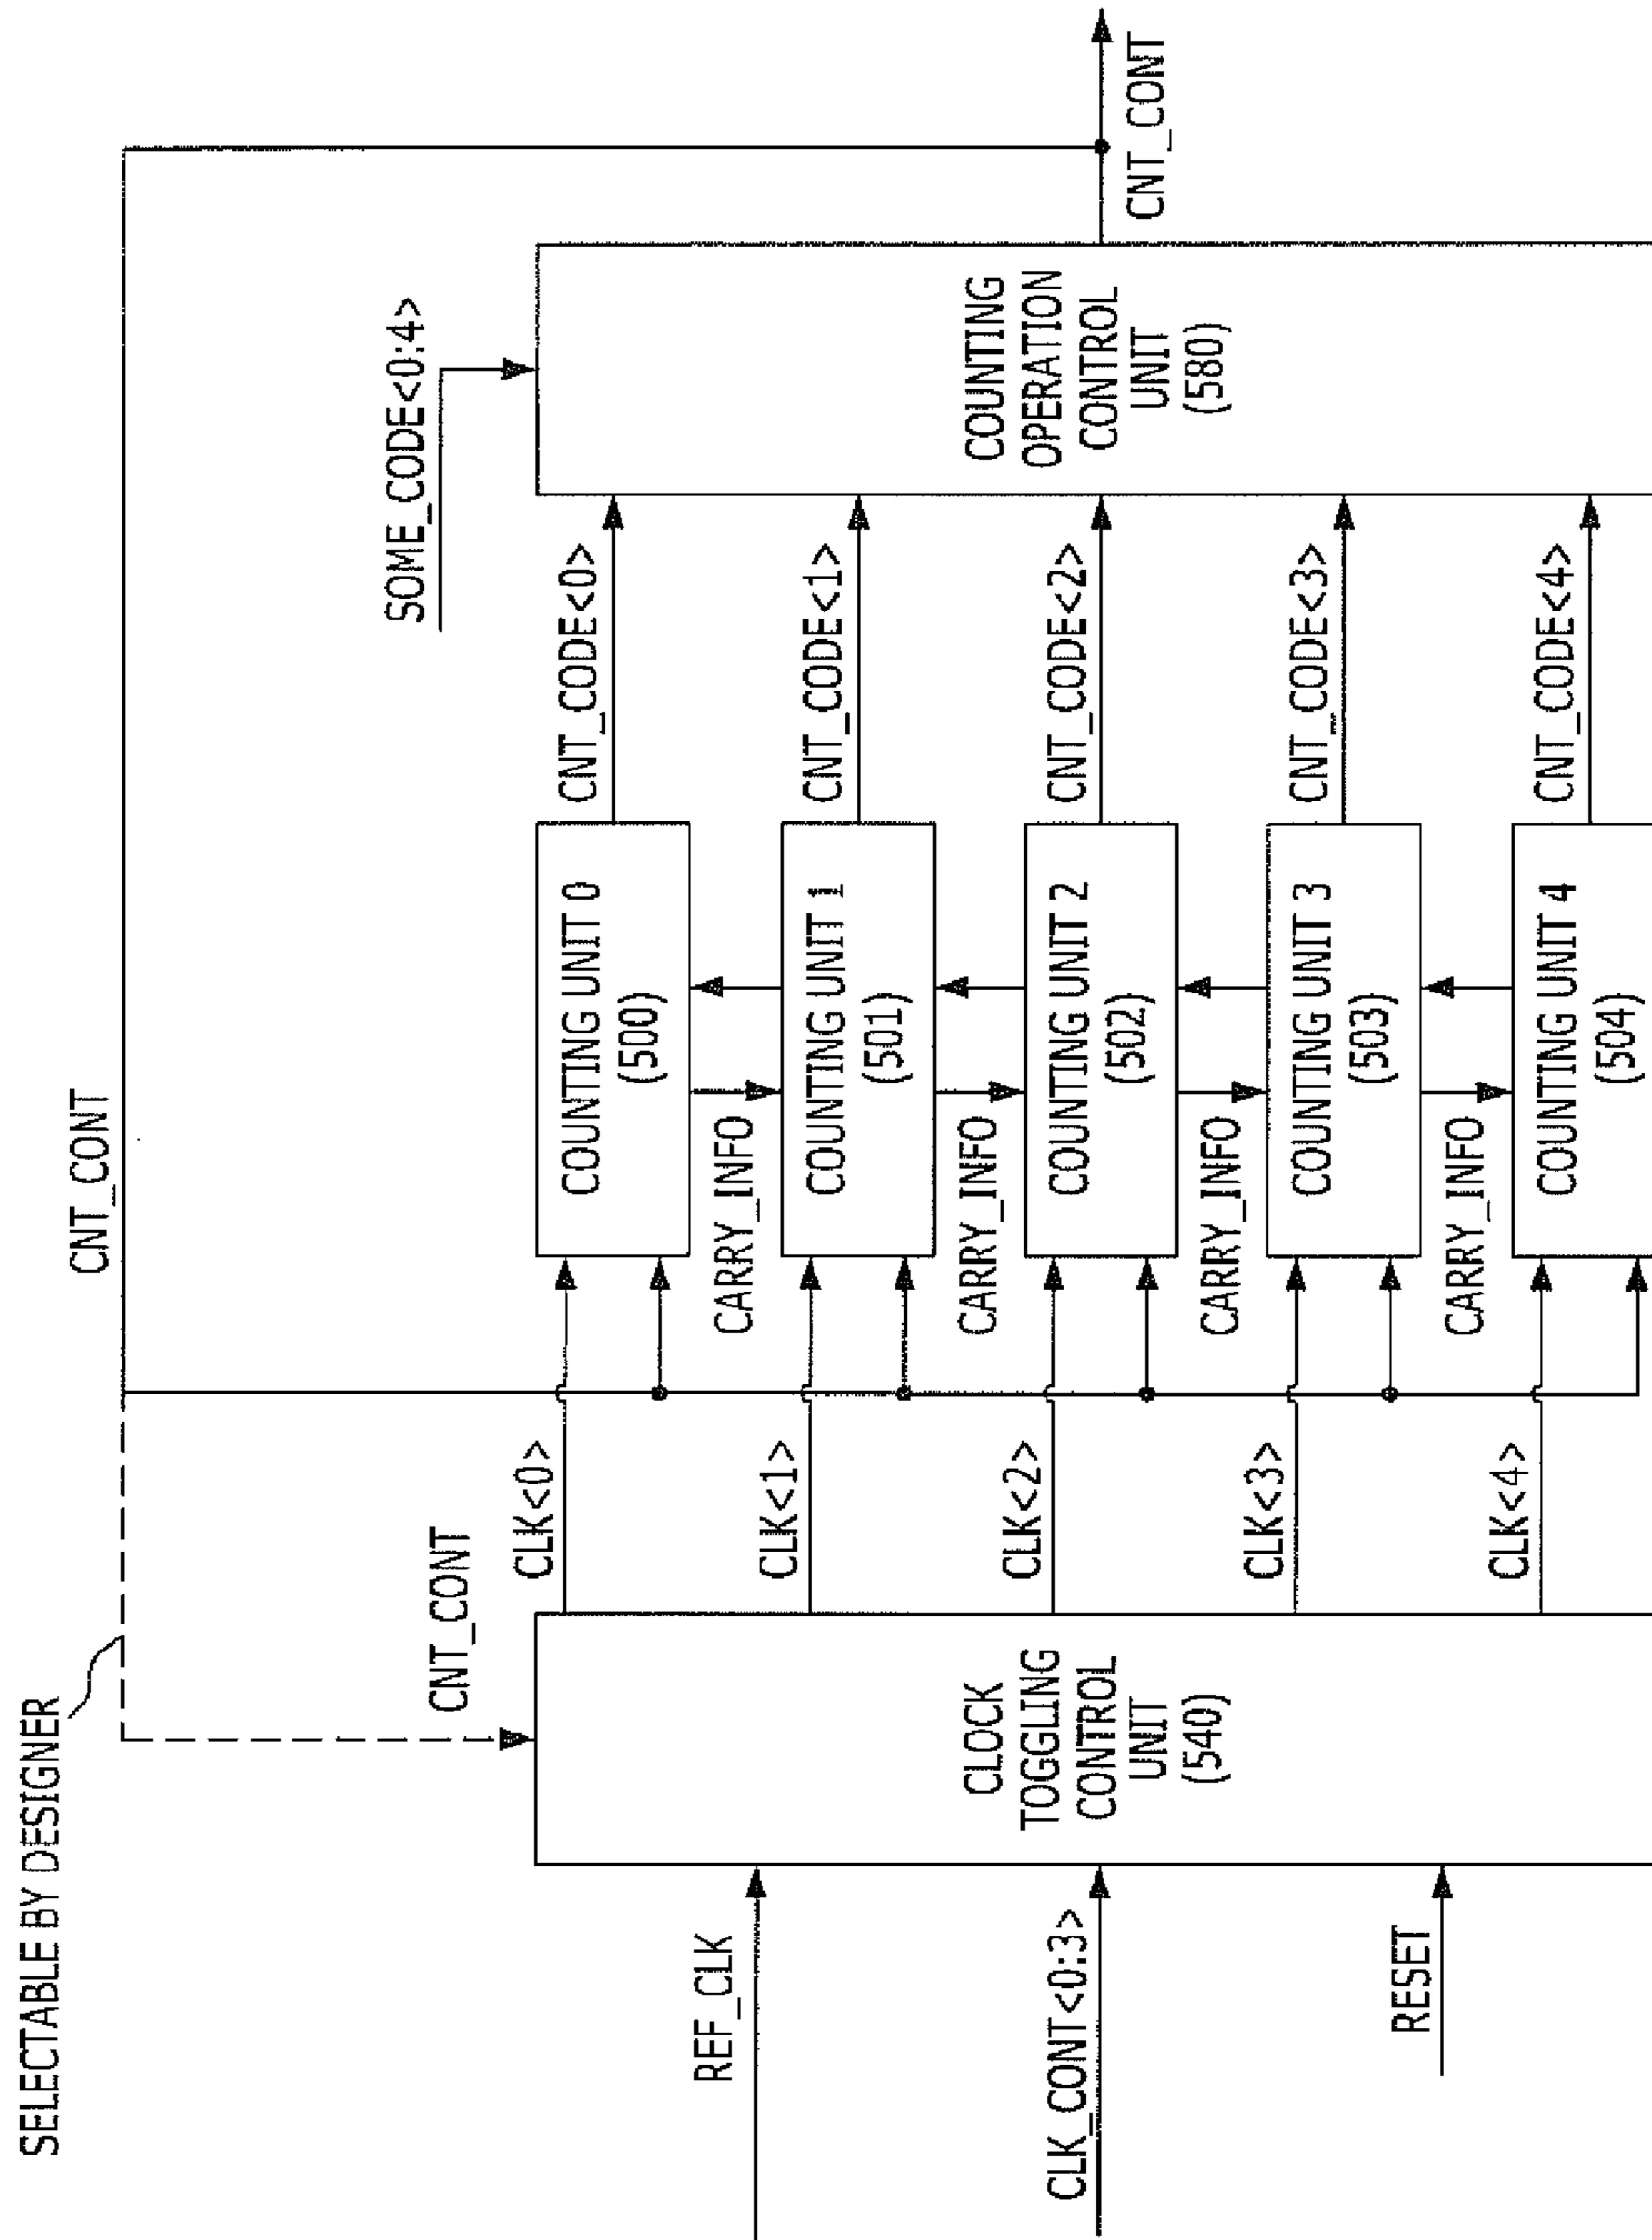 SELECTABLE BY DESIGNER
CNT_CONT
CNT_CONT
SOME_CODE<0:4>
REF_CLK
CLK_CONT<0:3>
RESET
CLOCK
TOGGLING
CONTROL
UNIT
(540)
CLK<0>
CLK<1>
CLK<2>
CLK<3>
CLK<4>
COUNTING UNIT 0
(500)
CARRY_INFO
COUNTING UNIT 1
(501)
CARRY_INFO
COUNTING UNIT 2
(502)
CARRY_INFO
COUNTING UNIT 3
(503)
CARRY_INFO
COUNTING UNIT 4
(504)
CNT_CODE<0>
CNT_CODE<1>
CNT_CODE<2>
CNT_CODE<3>
CNT_CODE<4>
COUNTING
OPERATION
CONTROL
UNIT
(580)
CNT_CONT